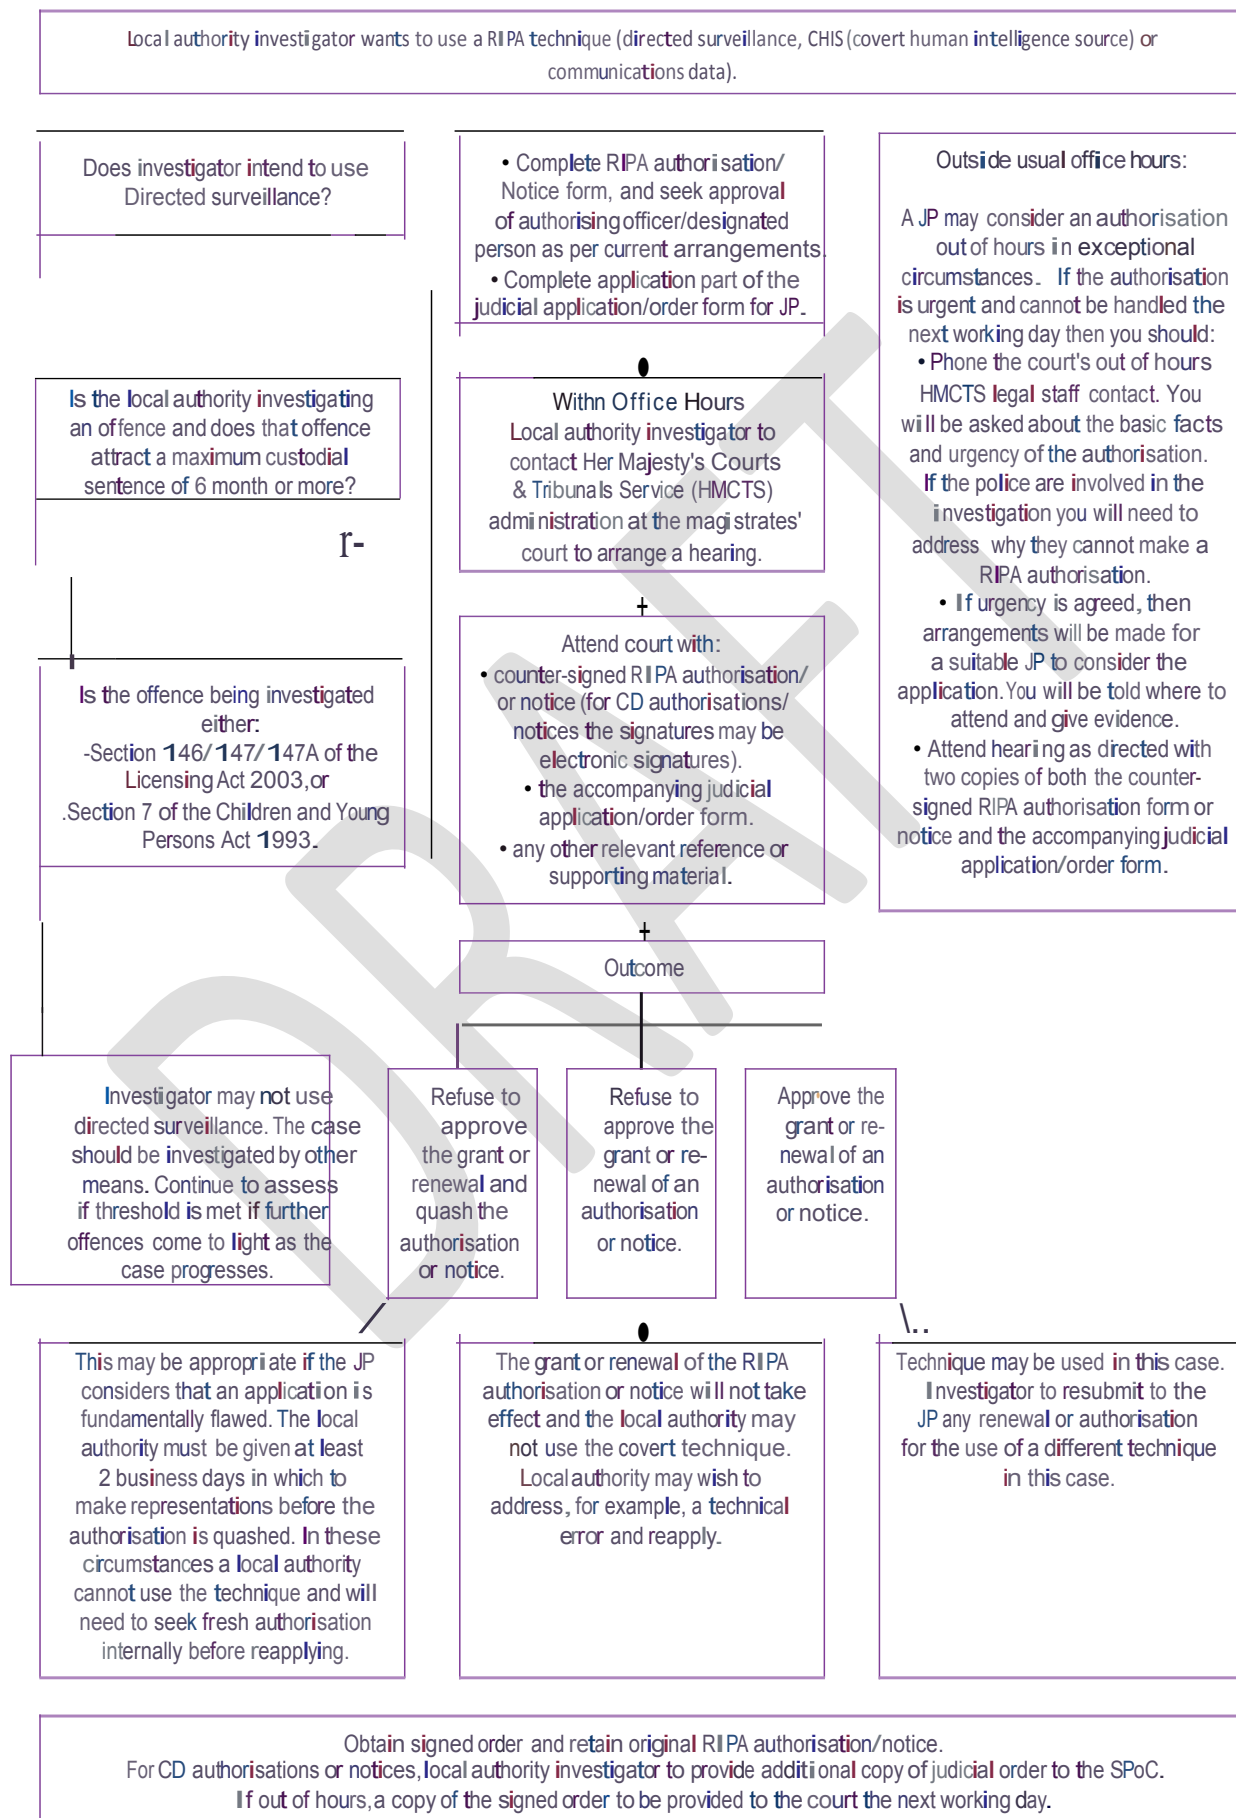 Local authority investigator wants to use a RIPA technique (directed surveillance, CHIS (covert human intelligence source) or
communications data).
Does investigator intend to use
Directed surveillance?
Is the local authority investigating
an offence and does that offence
attract a maximum custodial
sentence of 6 month or more?
r-
Is the offence being investigated
either:
-Section 146/147/147A of the
Licensing Act 2003, or
.Section 7 of the Children and Young
Persons Act 1993.
• Complete RIPA authorisation/
Notice form, and seek approval
of authorising officer/designated
person as per current arrangements.
• Complete application part of the
judicial application/order form for JP.
Withn Office Hours
Local authority investigator to
contact Her Majesty's Courts
& Tribunals Service (HMCTS)
administration at the magistrates'
court to arrange a hearing.
Attend court with:
• counter-signed RIPA authorisation/
or notice (for CD authorisations/
notices the signatures may be
electronic signatures).
• the accompanying judicial
application/order form.
• any other relevant reference or
supporting material.
Outcome
Outside usual office hours:
A JP may consider an authorisation
out of hours in exceptional
circumstances. If the authorisation
is urgent and cannot be handled the
next working day then you should:
• Phone the court's out of hours
HMCTS legal staff contact. You
will be asked about the basic facts
and urgency of the authorisation.
If the police are involved in the
investigation you will need to
address why they cannot make a
RIPA authorisation.
• If urgency is agreed, then
arrangements will be made for
a suitable JP to consider the
application. You will be told where to
attend and give evidence.
• Attend hearing as directed with
two copies of both the counter-
signed RIPA authorisation form or
notice and the accompanying judicial
application/order form.
Investigator may not use
directed surveillance. The case
should be investigated by other
means. Continue to assess
if threshold is met if further
offences come to light as the
case progresses.
Refuse to
approve
the grant or
renewal and
quash the
authorisation
or notice.
Refuse to
approve the
grant or re-
newal of an
authorisation
or notice.
Approve the
grant or re-
newal of an
authorisation
or notice.
This may be appropriate if the JP
considers that an application is
fundamentally flawed. The local
authority must be given at least
2 business days in which to
make representations before the
authorisation is quashed. In these
circumstances a local authority
cannot use the technique and will
need to seek fresh authorisation
internally before reapplying.
The grant or renewal of the RIPA
authorisation or notice will not take
effect and the local authority may
not use the covert technique.
Local authority may wish to
address, for example, a technical
error and reapply.
Technique may be used in this case.
Investigator to resubmit to the
JP any renewal or authorisation
for the use of a different technique
in this case.
Obtain signed order and retain original RIPA authorisation/notice.
For CD authorisations or notices, local authority investigator to provide additional copy of judicial order to the SPoC.
If out of hours, a copy of the signed order to be provided to the court the next working day.
DRAFT